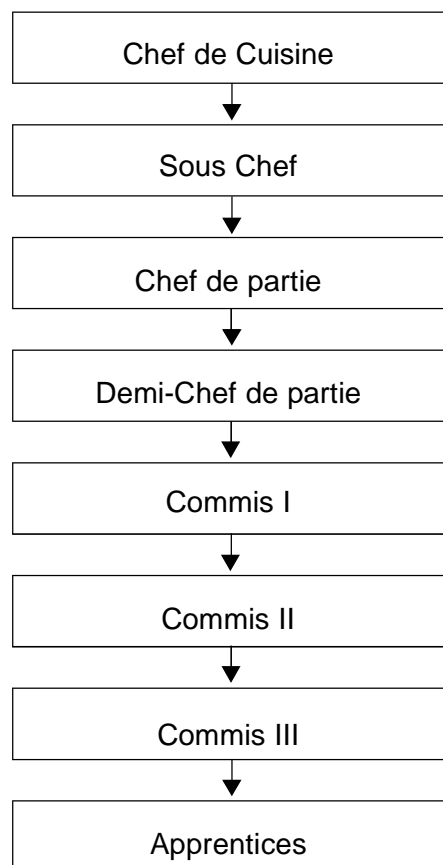 Chef de Cuisine
Sous Chef
Chef de partie
Demi-Chef de partie
Commis I
Commis II
Commis III
Apprentices